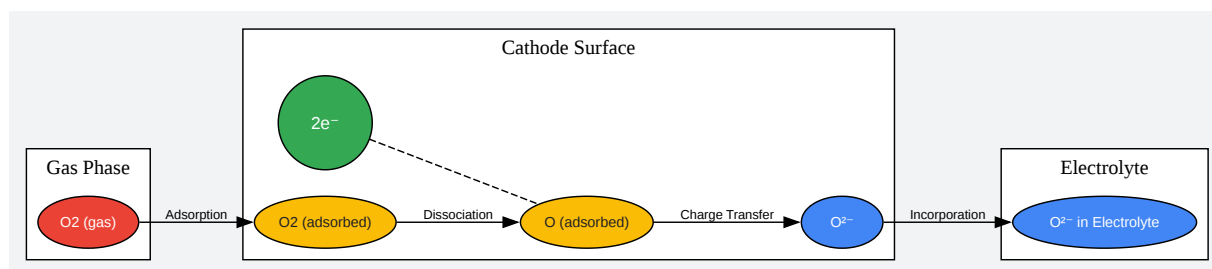 Cathode Surface
2e⁻
Gas Phase
Electrolyte
O2 (gas)
Adsorption
O2 (adsorbed)
Dissociation
O (adsorbed)
Charge Transfer
O²⁻
Incorporation
O²⁻ in Electrolyte